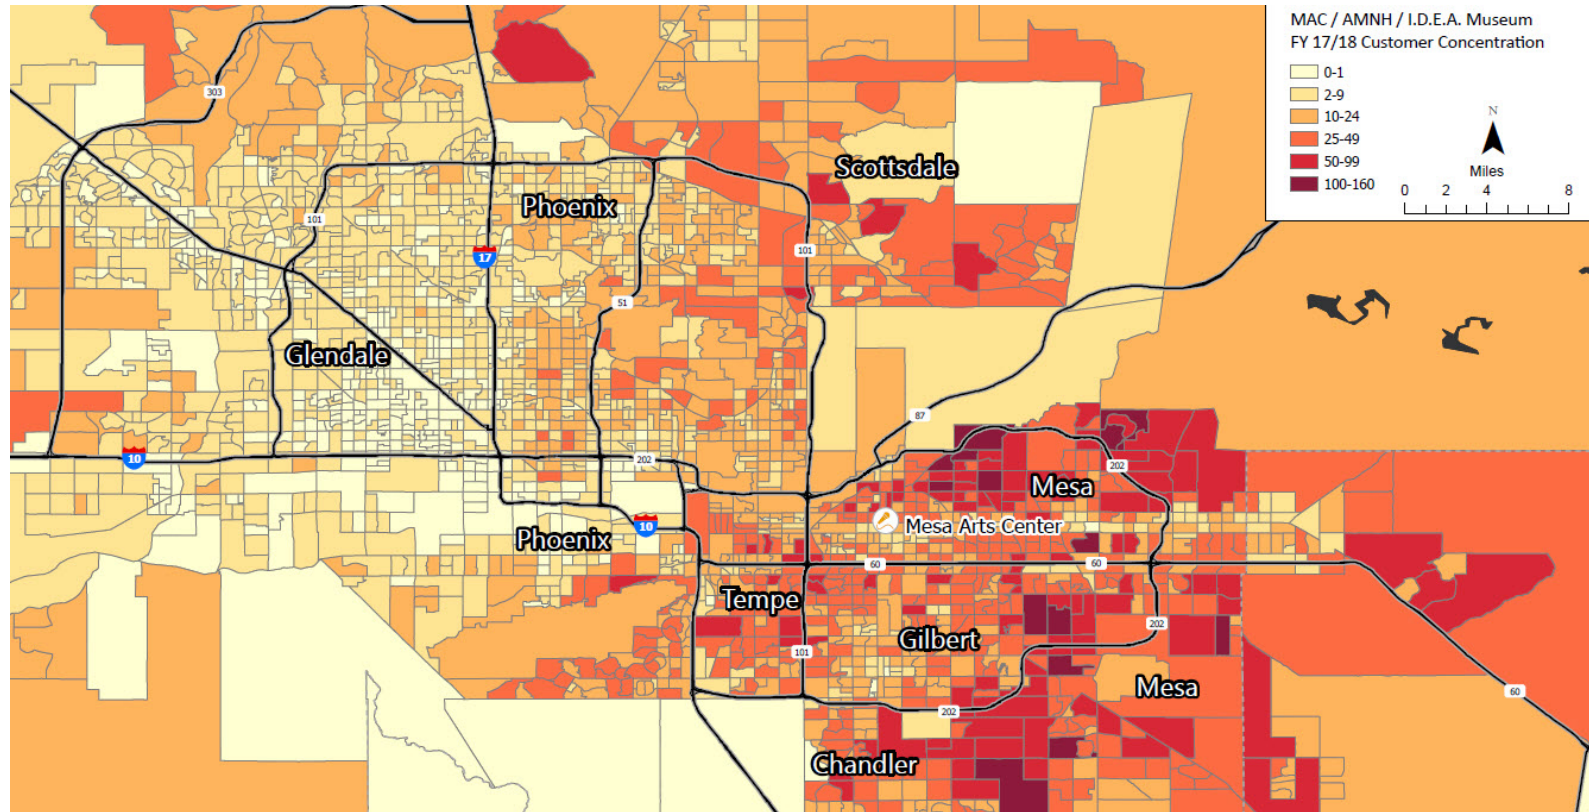 MAC / AMNH / I.D.E.A. Museum
FY 17/18 Customer Concentration
0-1
2-9
10-24
25-49
50-99
100-160
N
Miles
0 2 4 8
303
Scottsdale
Phoenix
101
101
17
51
Glendale
87
10
202
202
Mesa
Phoenix
10
Mesa Arts Center
60
60
Tempe
202
Gilbert
101
Mesa
60
202
Chandler